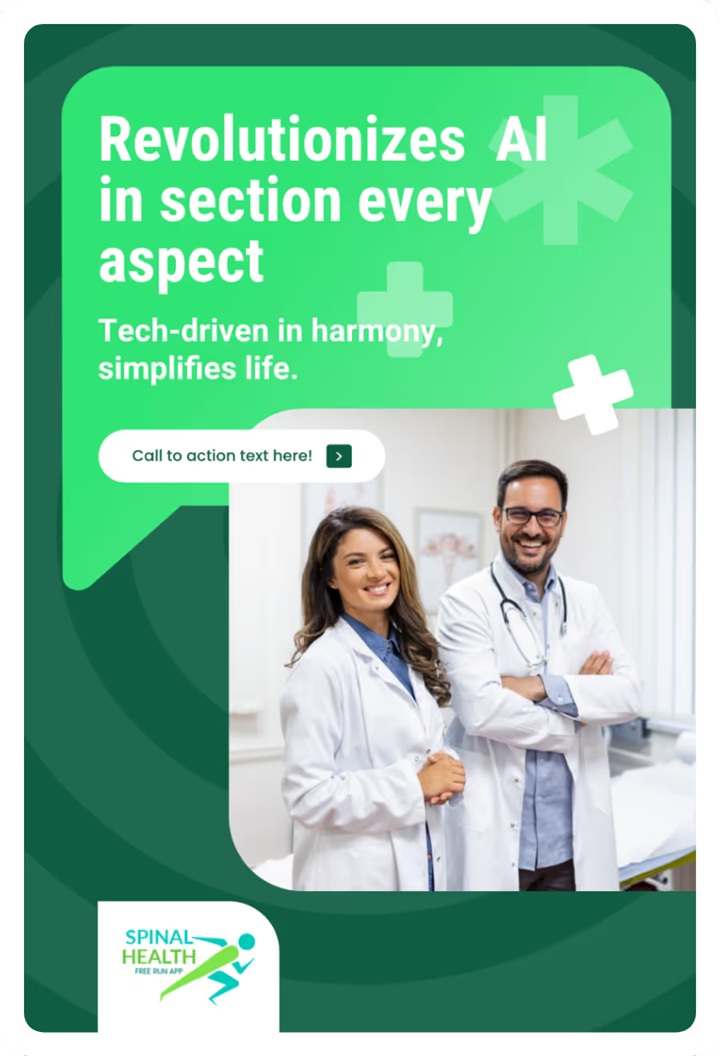 Revolutionizes  AI
in section every
aspect
Tech-driven in harmony,
simplifies life.
Call to action text here!
SPINAL
HEALTH
FREE RUN APP